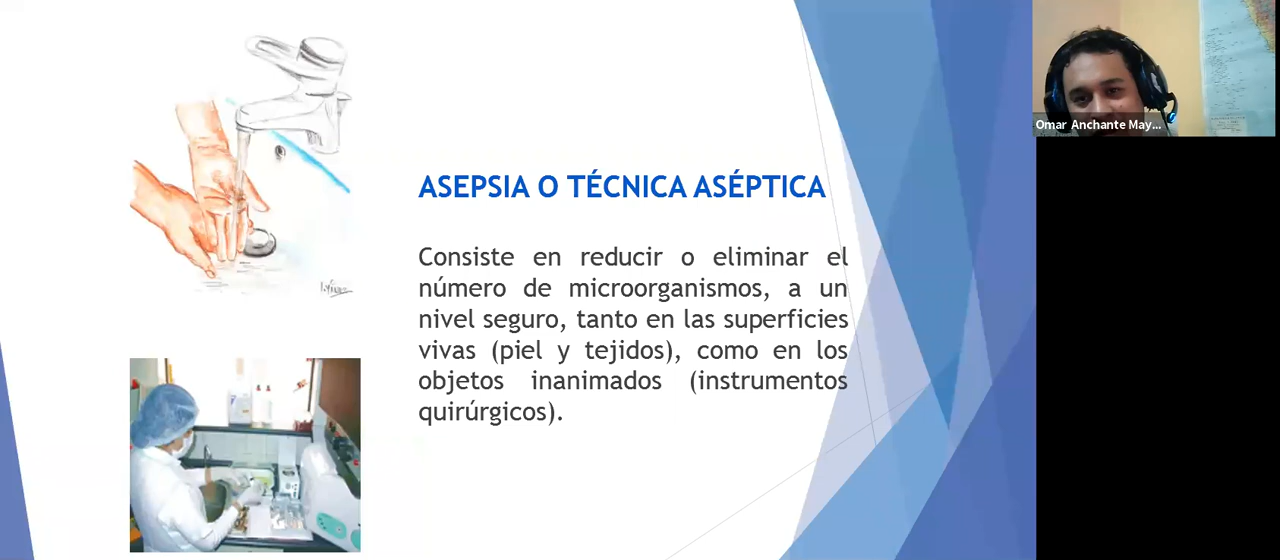 ASEPSIA O TÉCNICA ASÉPTICA
Consiste en reducir o eliminar el
número de microorganismos, a un
nivel seguro, tanto en las superficies
vivas (piel y tejidos), como en los
objetos inanimados (instrumentos
quirúrgicos).
Omar Anchante May...